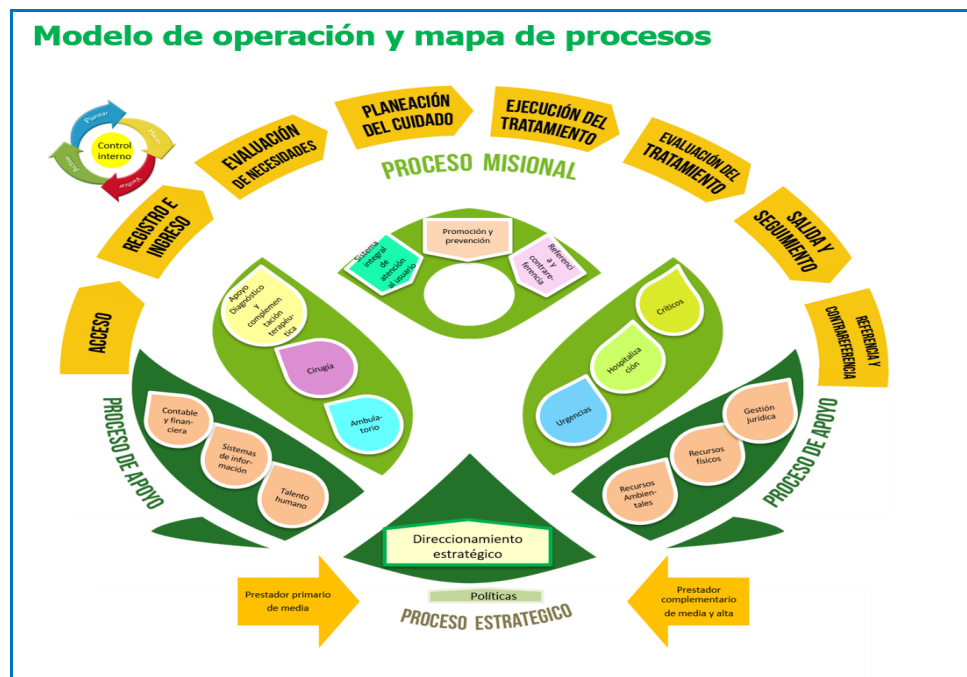 Modelo de operación y mapa de procesos
Planear
Hacer
Verificar
Actuar
Control
interno
ACCESO
REGISTRO E
INGRESO
EVALUACIÓN
DE NECESIDADES
PLANEACIÓN
DEL CUIDADO
EJECUCIÓN DEL
TRATAMIENTO
EVALUACIÓN DEL
TRATAMIENTO
SALIDA Y
SEGUIMIENTO
REFERENCIA Y
CONTRAREFERENCIA
PROCESO MISIONAL
Sistema
integral
de
atención
al usuario
Promoción y
prevención
Referenci
a y
contrare-
ferencia
Apoyo
Diagnóstico
y
complemen
tación
terapéu-
tica
Cirugía
Ambula-
torio
Críticos
Hospitaliza
ción
Urgencias
PROCESO DE APOYO
Contable
y finan-
ciera
Sistemas
de infor-
mación
Talento
humano
Gestión
jurídica
Recursos
físicos
Recursos
Ambien-
tales
PROCESO DE APOYO
Direccionamiento
estratégico
Políticas
PROCESO ESTRATEGICO
Prestador primario
de media
Prestador
complementario
de media y alta